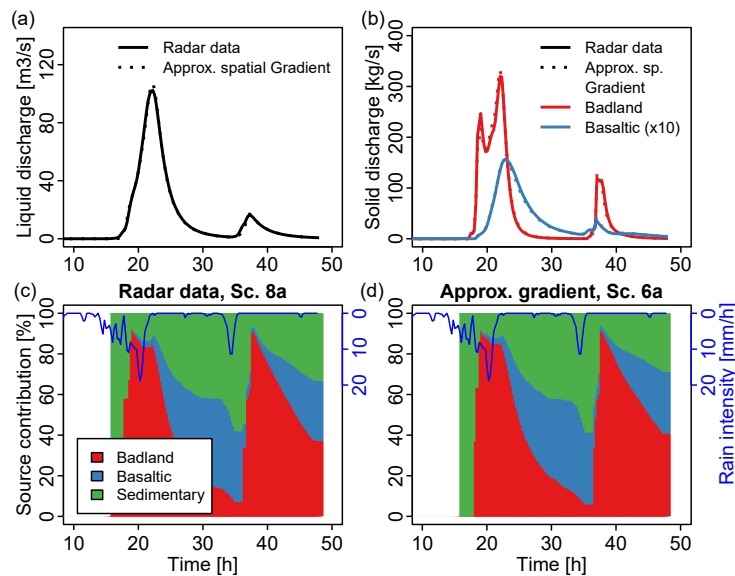 (a)
Liquid discharge [m3/s]
0 40 80 120
Radar data
Approx. spatial Gradient
10 20 30 40 50
(b)
Solid discharge [kg/s]
0 100 200 300 400
Radar data
Approx. sp.
Gradient
Badland
Basaltic (x10)
10 20 30 40 50
(c)
Radar data, Sc. 8a
Source contribution [%]
0 20 40 60 80 100
0 10 20
Badland
Basaltic
Sedimentary
10 20 30 40 50
Time [h]
(d)
Approx. gradient, Sc. 6a
0 20 40 60 80 100
0 10 20
Rain intensity [mm/h]
10 20 30 40 50
Time [h]